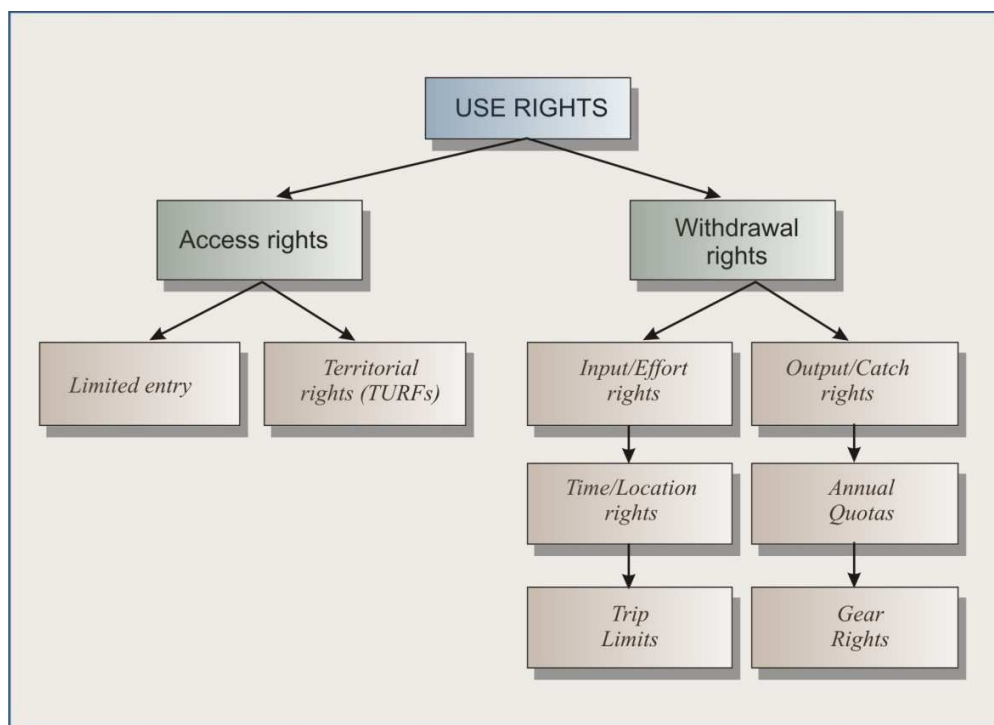 USE RIGHTS
Access rights
Withdrawal
rights
Limited entry
Territorial
rights (TURFs)
Input/Effort
rights
Output/Catch
rights
Time/Location
rights
Annual
Quotas
Trip
Limits
Gear
Rights